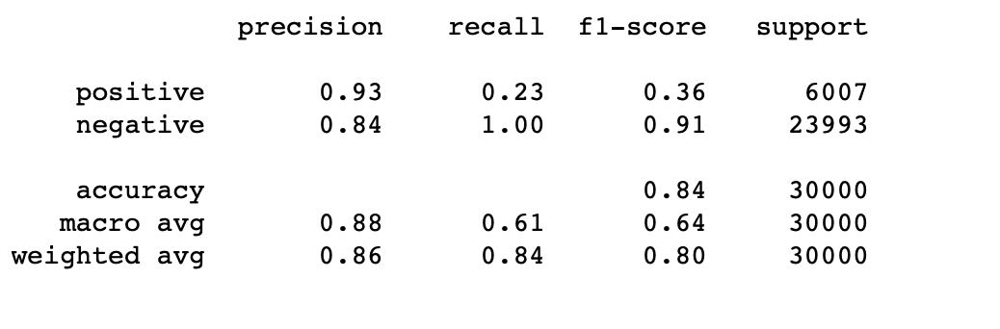 precision recall f1-score support
positive 0.93 0.23 0.36 6007
negative 0.84 1.00 0.91 23993
accuracy 0.84 30000
macro avg 0.88 0.61 0.64 30000
weighted avg 0.86 0.84 0.80 30000